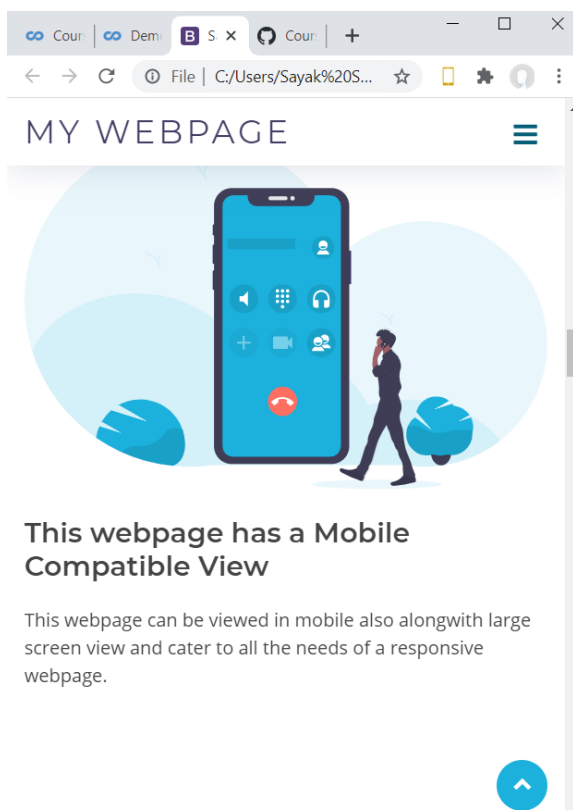 Cour Dem B S Cour
File C:/Users/Sayak%20S...
MY WEBPAGE
This webpage has a Mobile
Compatible View
This webpage can be viewed in mobile also alongwith large
screen view and cater to all the needs of a responsive
webpage.